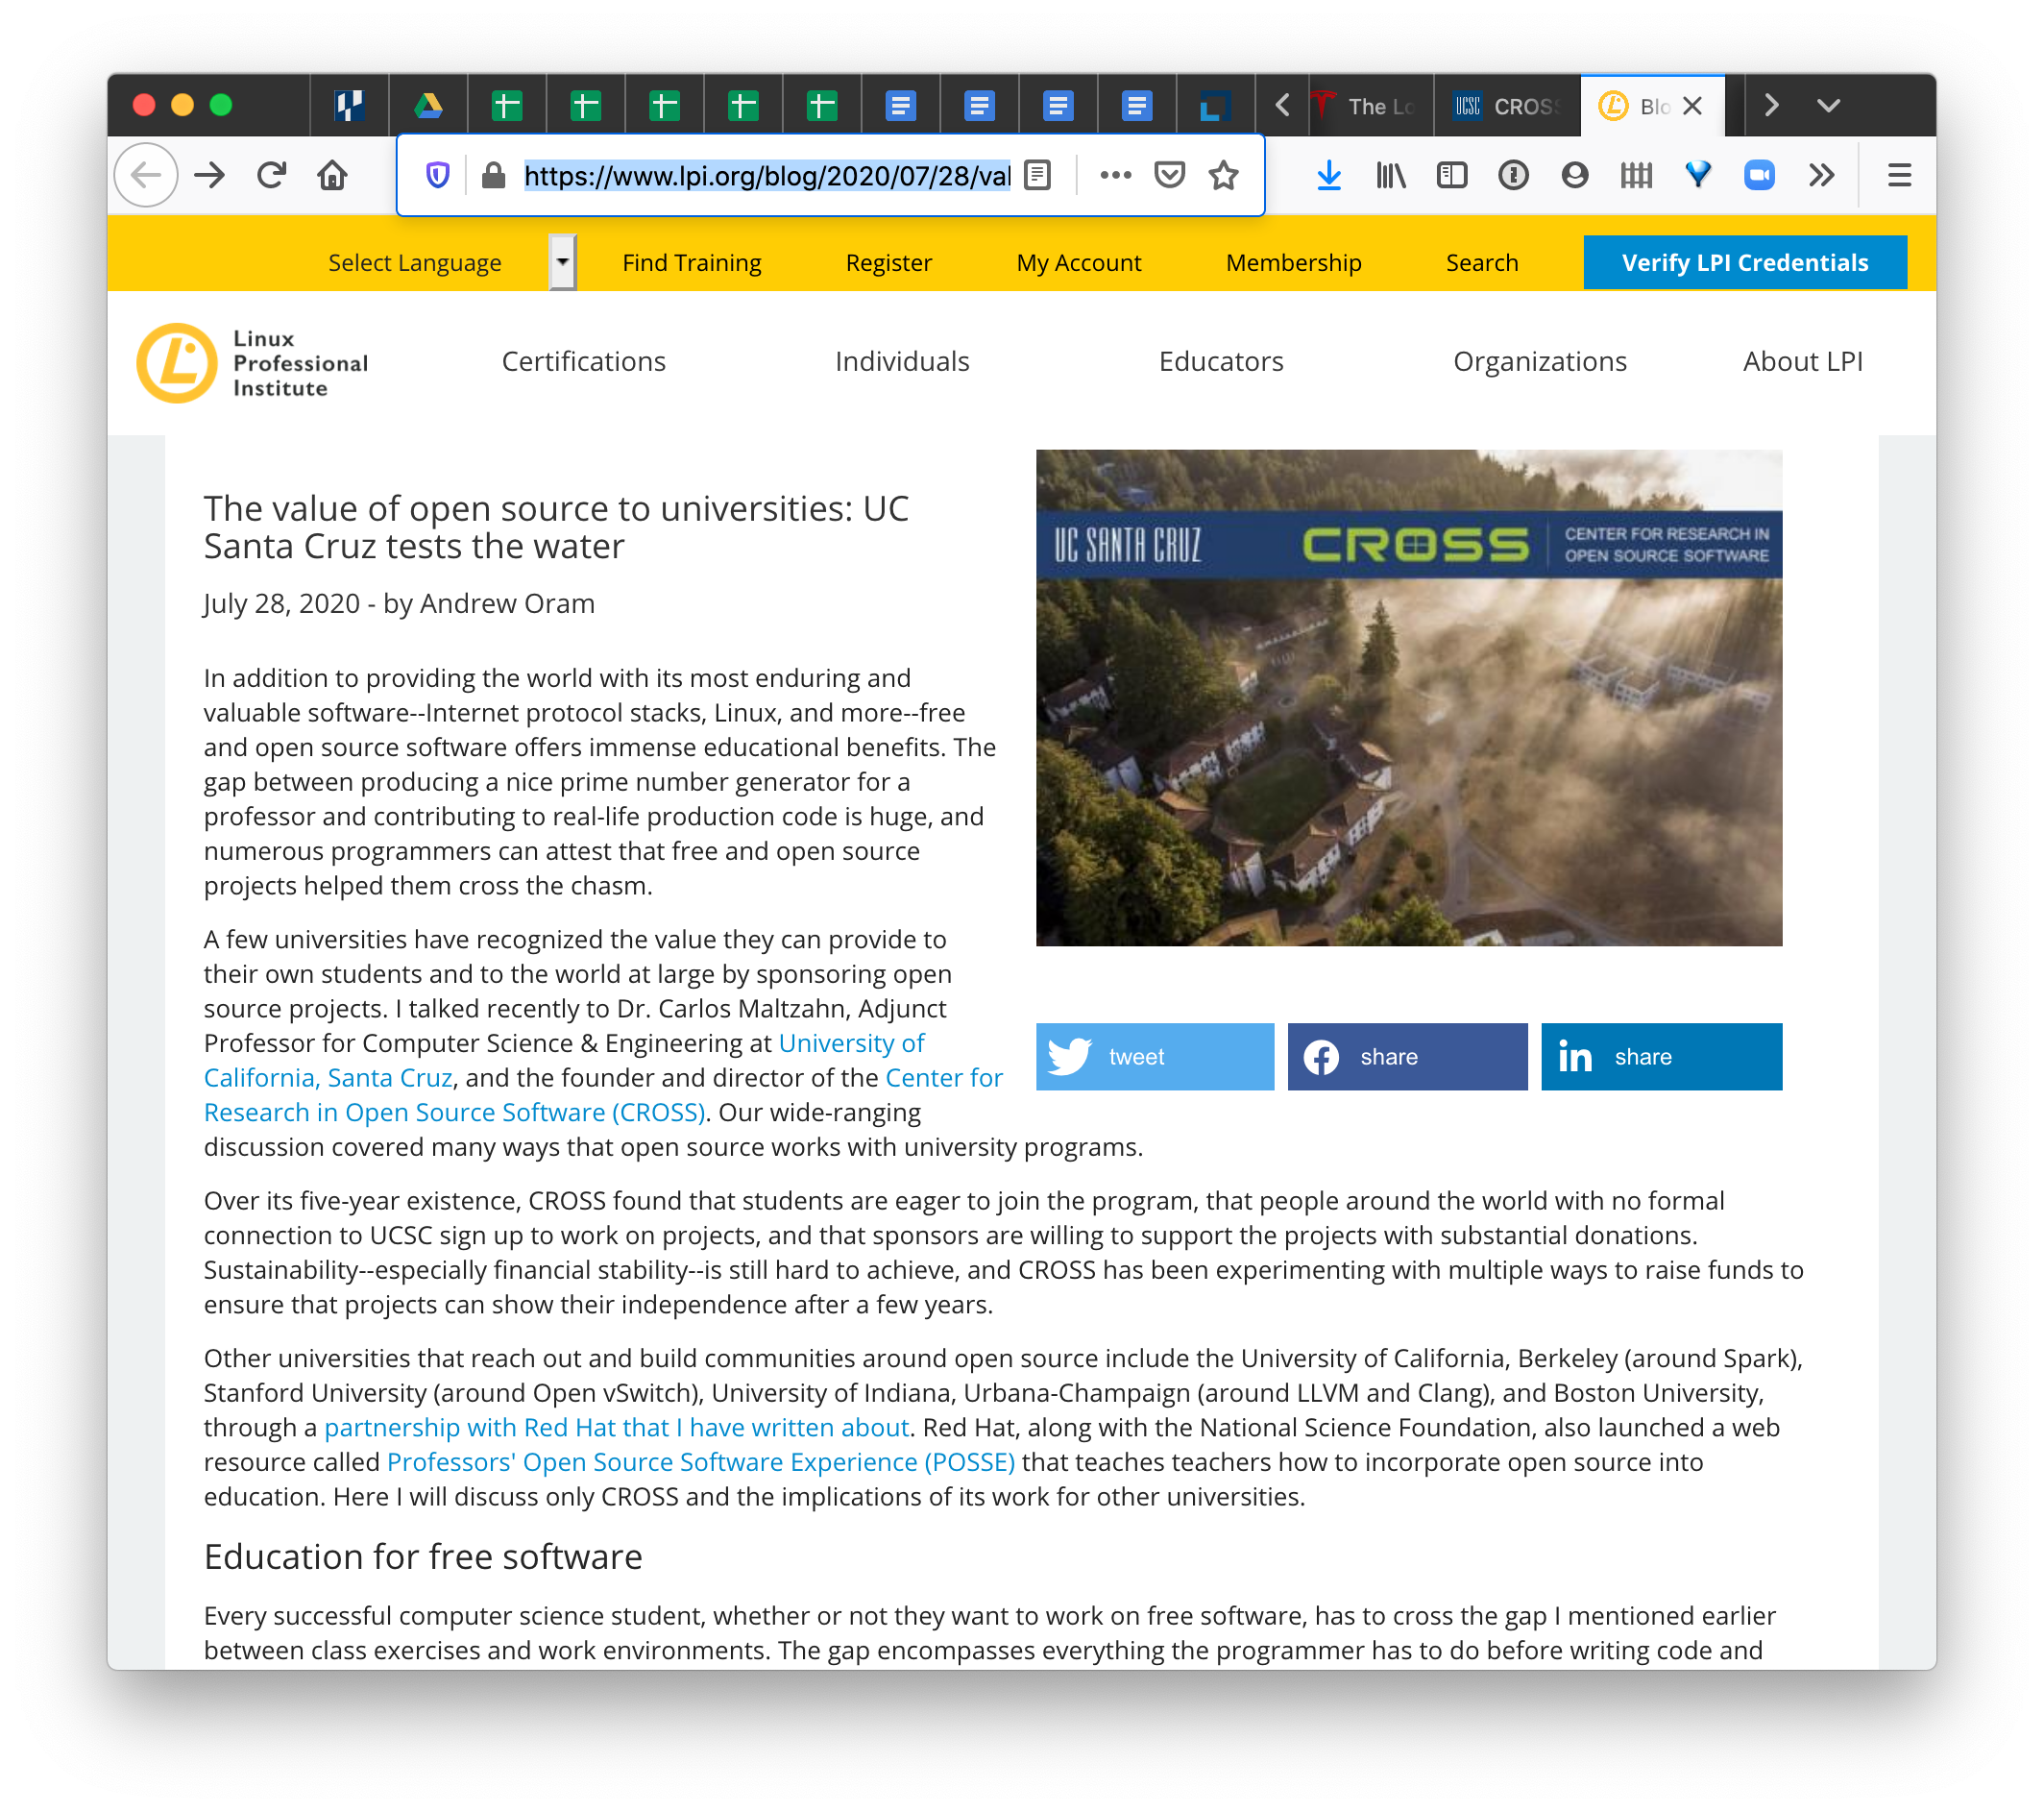 The Lo
UCSC CROSS
Blo
https://www.lpi.org/blog/2020/07/28/val
Select Language
Find Training
Register
My Account
Membership
Search
Verify LPI Credentials
Linux
Professional
Institute
Certifications
Individuals
Educators
Organizations
About LPI
The value of open source to universities: UC
Santa Cruz tests the water
July 28, 2020 - by Andrew Oram
UC SANTA CRUZ
CROSS
CENTER FOR RESEARCH IN
OPEN SOURCE SOFTWARE
In addition to providing the world with its most enduring and
valuable software--Internet protocol stacks, Linux, and more--free
and open source software offers immense educational benefits. The
gap between producing a nice prime number generator for a
professor and contributing to real-life production code is huge, and
numerous programmers can attest that free and open source
projects helped them cross the chasm.
A few universities have recognized the value they can provide to
their own students and to the world at large by sponsoring open
source projects. I talked recently to Dr. Carlos Maltzahn, Adjunct
Professor for Computer Science & Engineering at University of
California, Santa Cruz, and the founder and director of the Center for
Research in Open Source Software (CROSS). Our wide-ranging
discussion covered many ways that open source works with university programs.
tweet
share
share
Over its five-year existence, CROSS found that students are eager to join the program, that people around the world with no formal
connection to UCSC sign up to work on projects, and that sponsors are willing to support the projects with substantial donations.
Sustainability--especially financial stability--is still hard to achieve, and CROSS has been experimenting with multiple ways to raise funds to
ensure that projects can show their independence after a few years.
Other universities that reach out and build communities around open source include the University of California, Berkeley (around Spark),
Stanford University (around Open vSwitch), University of Indiana, Urbana-Champaign (around LLVM and Clang), and Boston University,
through a partnership with Red Hat that I have written about. Red Hat, along with the National Science Foundation, also launched a web
resource called Professors' Open Source Software Experience (POSSE) that teaches teachers how to incorporate open source into
education. Here I will discuss only CROSS and the implications of its work for other universities.
Education for free software
Every successful computer science student, whether or not they want to work on free software, has to cross the gap I mentioned earlier
between class exercises and work environments. The gap encompasses everything the programmer has to do before writing code and